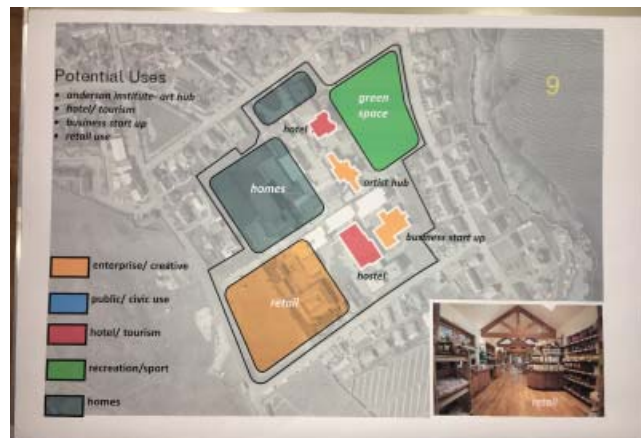 Potential Uses
• anderson institute- art hub
• hotel/ tourism
• business start up
• retail use
9
green
space
hotel
homes
artist hub
business start up
hostel
retail
enterprise/ creative
public/ civic use
hotel/ tourism
recreation/sport
homes
retail